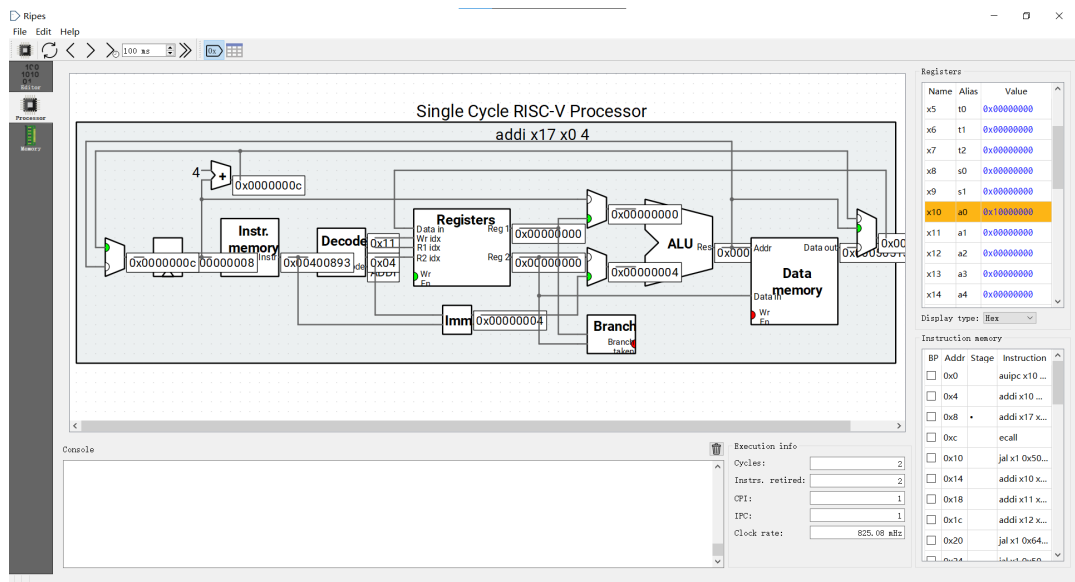 Ripes
File Edit Help
100 ms
0x
Editor
Processor
Memory
Single Cycle RISC-V Processor
addi x17 x0 4
4
+
0x0000000c
Instr.
memory
Instr
Decode
Registers
Data in
Wr idx
R1 idx
R2 idx
Wr
En
Reg 1
Reg 2
0x00000000
ALU
Res
0x0000000c
00000008
0x00400893
0x11
0x04
0x00000000
0x00000000
0x00000004
0x000
Addr
Data out
Data in
Data
memory
Wr
En
0x00
Imm
0x00000004
Branch
Branch
taken
Console
Execution info
Cycles: 2
Instrs. retired: 2
CPI: 1
IPC: 1
Clock rate: 825.08 mHz
Registers
Name Alias Value
x5 t0 0x00000000
x6 t1 0x00000000
x7 t2 0x00000000
x8 s0 0x00000000
x9 s1 0x00000000
x10 a0 0x10000000
x11 a1 0x00000000
x12 a2 0x00000000
x13 a3 0x00000000
x14 a4 0x00000000
Display type: Hex
Instruction memory
BP Addr Stage Instruction
0x0 auipc x10 ...
0x4 addi x10 ...
0x8 • addi x17 x...
0xc ecall
0x10 jal x1 0x50...
0x14 addi x10 x...
0x18 addi x11 x...
0x1c addi x12 x...
0x20 jal x1 0x64...